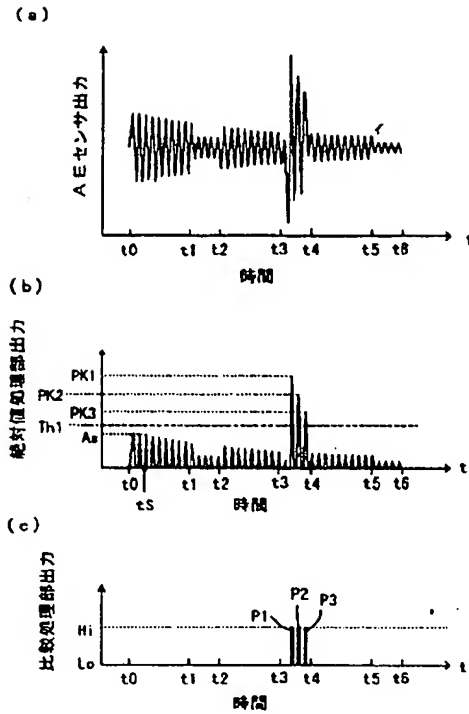 (a)
AEセンサ出力
t0 t1 t2 t3 t4 t5 t6
t
時間
(b)
絶対値処理部出力
PK1
PK2
PK3
Th1
As
t0 t1 t2 t3 t4 t5 t6
t
tS
時間
(c)
比較処理部出力
P1 P2 P3
Hi
Lo
t0 t1 t2 t3 t4 t5 t6
t
時間